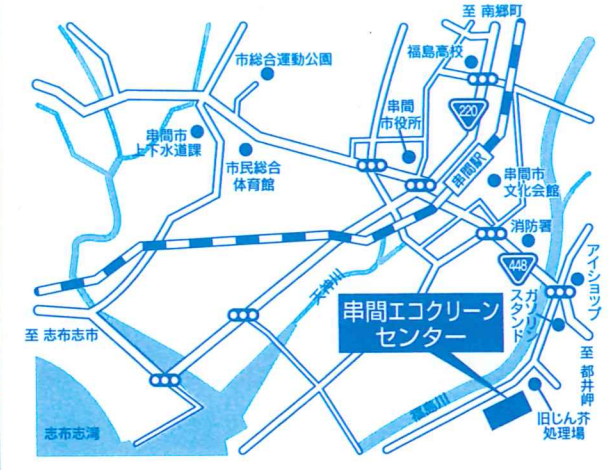 至 南郷町
福島高校
市総合運動公園
220
串間
市役所
串間市
上下水道課
市民総合
体育館
串間駅
串間市
文化会館
消防署
448
アイショップ
ガソリン
スタンド
天神川
串間エコクリーン
センター
至 志布志市
至 都井岬
志布志湾
福島川
旧じん芥
処理場